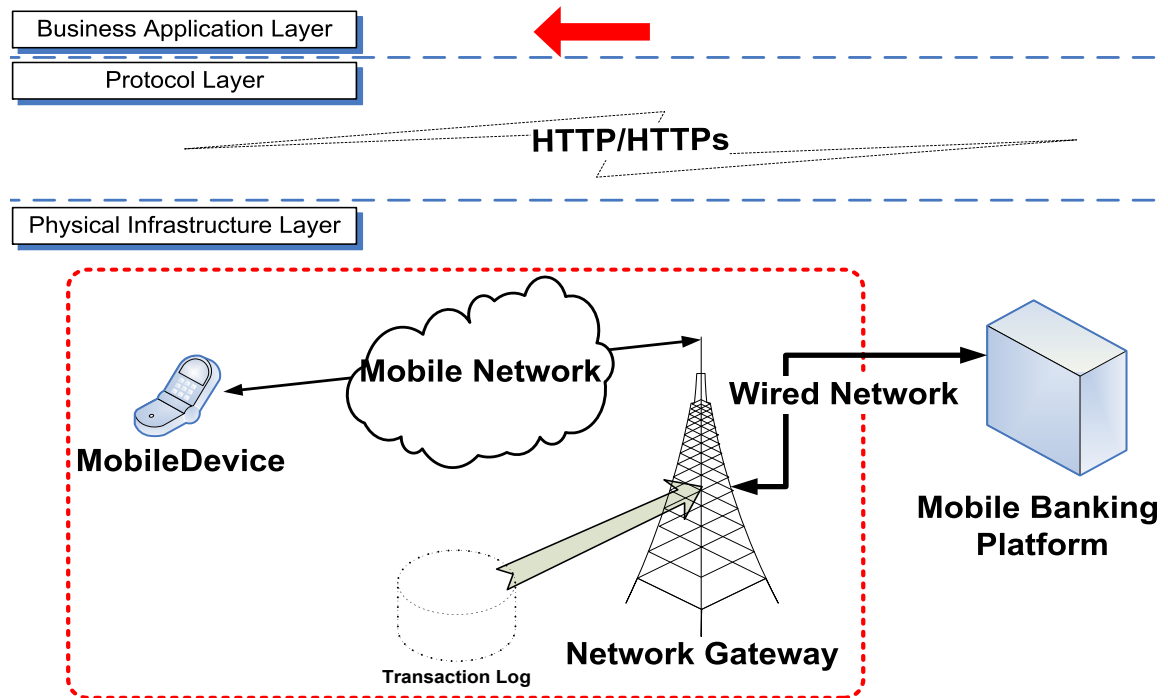 Business Application Layer
Protocol Layer
HTTP/HTTPs
Physical Infrastructure Layer
Mobile Network
Wired Network
MobileDevice
Mobile Banking
Platform
Network Gateway
Transaction Log